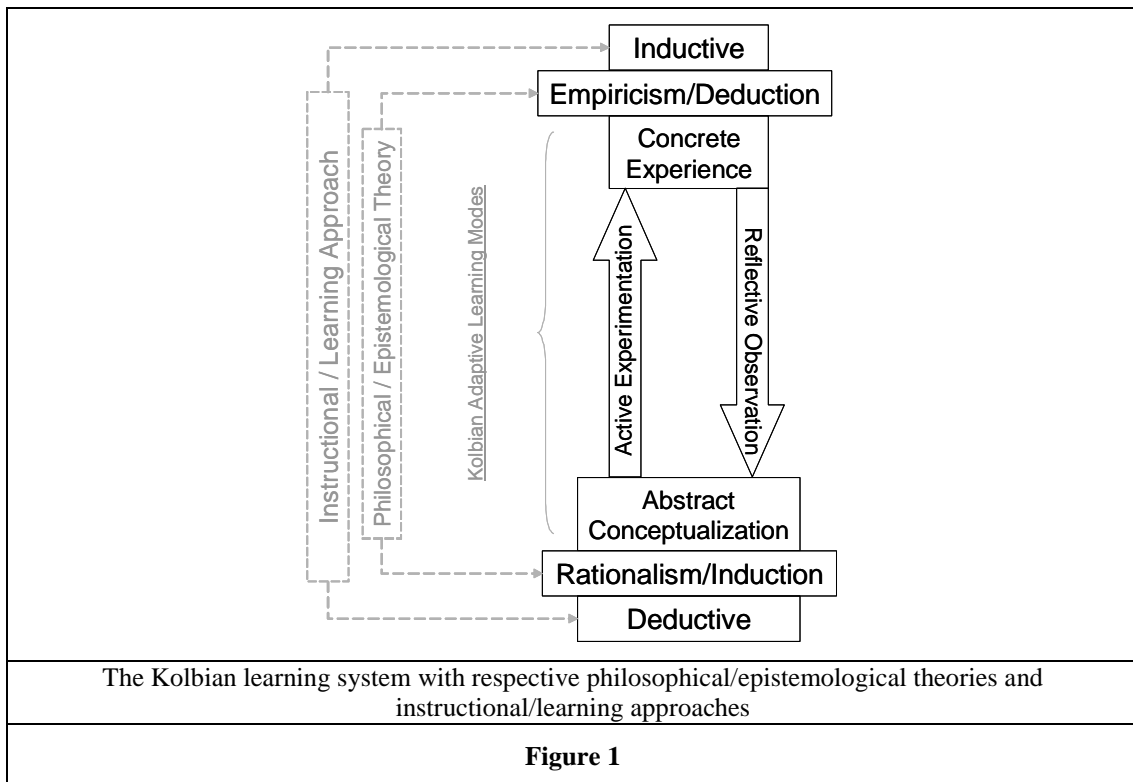 Inductive
Empiricism/Deduction
Concrete
Experience
Instructional / Learning Approach
Philosophical / Epistemological Theory
Kolbian Adaptive Learning Modes
Active Experimentation
Reflective Observation
Abstract
Conceptualization
Rationalism/Induction
Deductive
The Kolbian learning system with respective philosophical/epistemological theories and
instructional/learning approaches
Figure 1